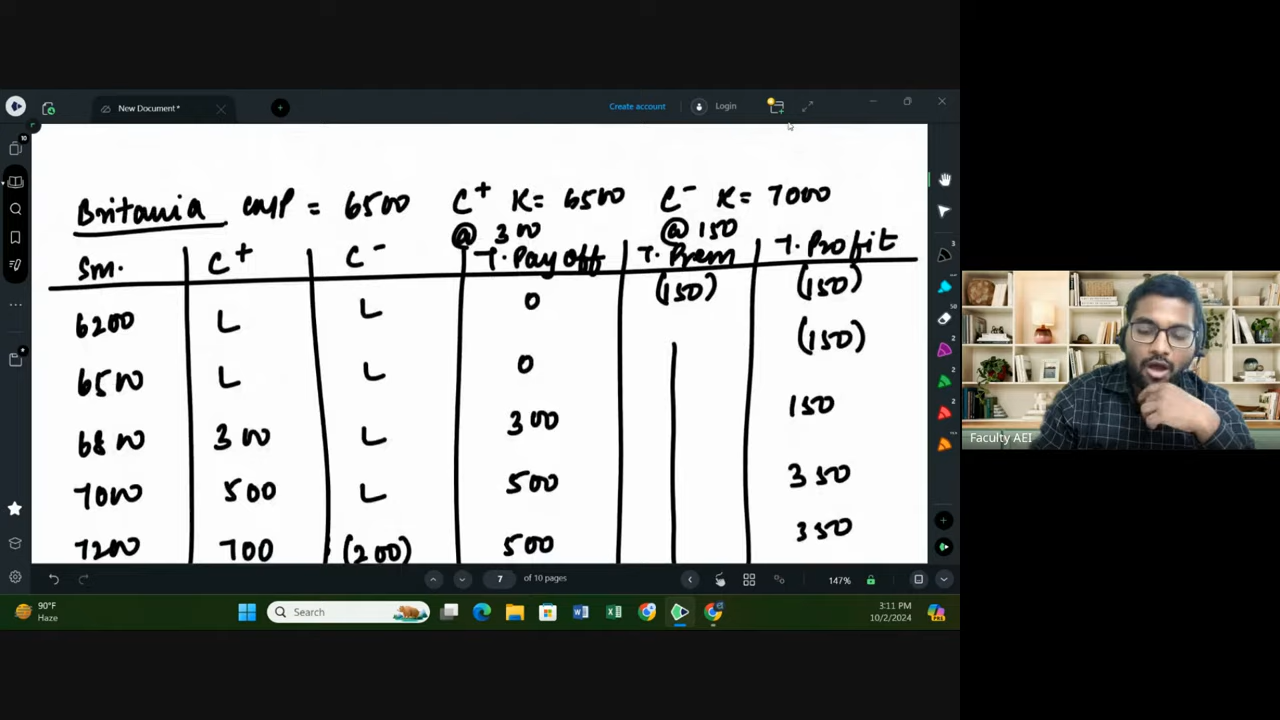 New Document*
Create account
Login
Britania CMP = 6500 C+ K= 6500 C- K= 7000
@ 300 @ 150
Sm. C+ C- T. Pay off T. Prem T. Profit
6200 L L 0 (150) (150)
6500 L L 0 (150)
6800 300 L 300 150
7000 500 L 500 350
7200 700 (200) 500 350
Faculty AEI
7 of 10 pages
147%
90°F
Haze
Search
3:11 PM
10/2/2024